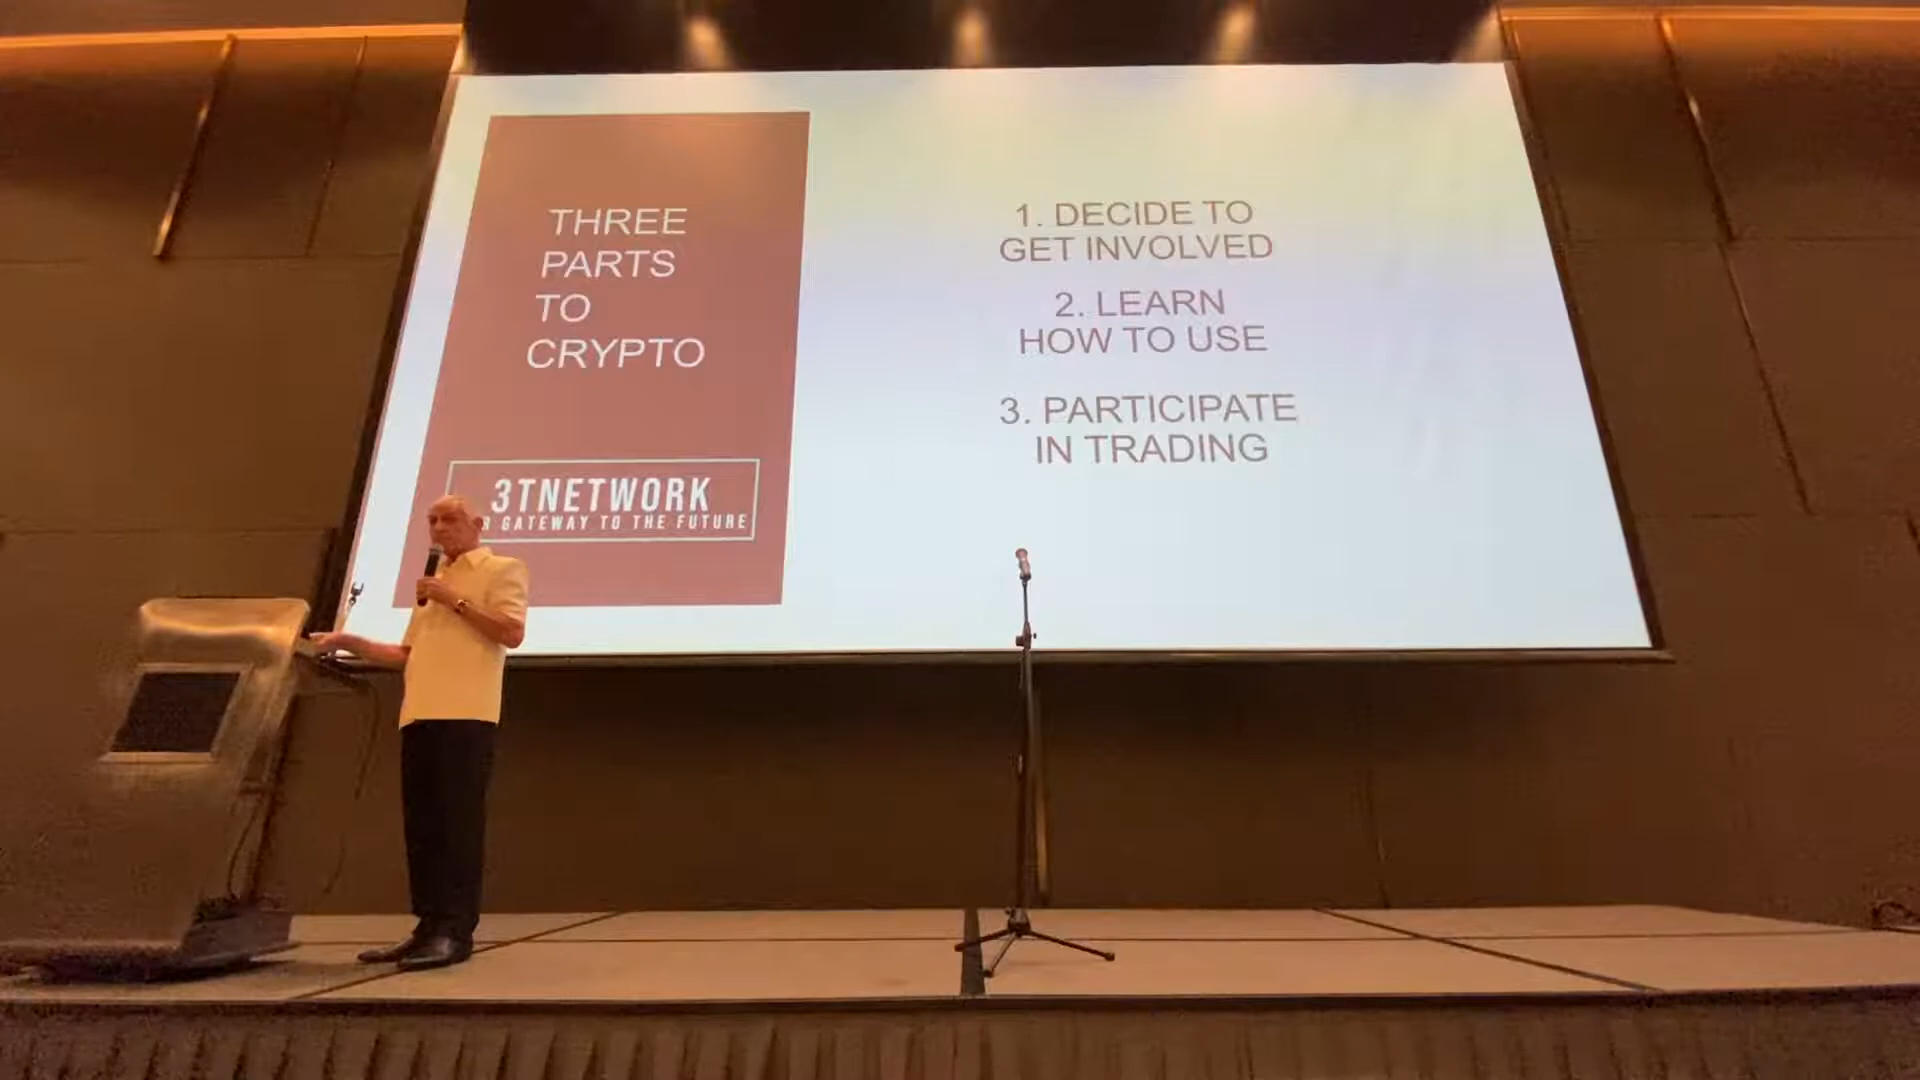 THREE
PARTS
TO
CRYPTO
3TNETWORK
GATEWAY TO THE FUTURE
1. DECIDE TO
GET INVOLVED
2. LEARN
HOW TO USE
3. PARTICIPATE
IN TRADING